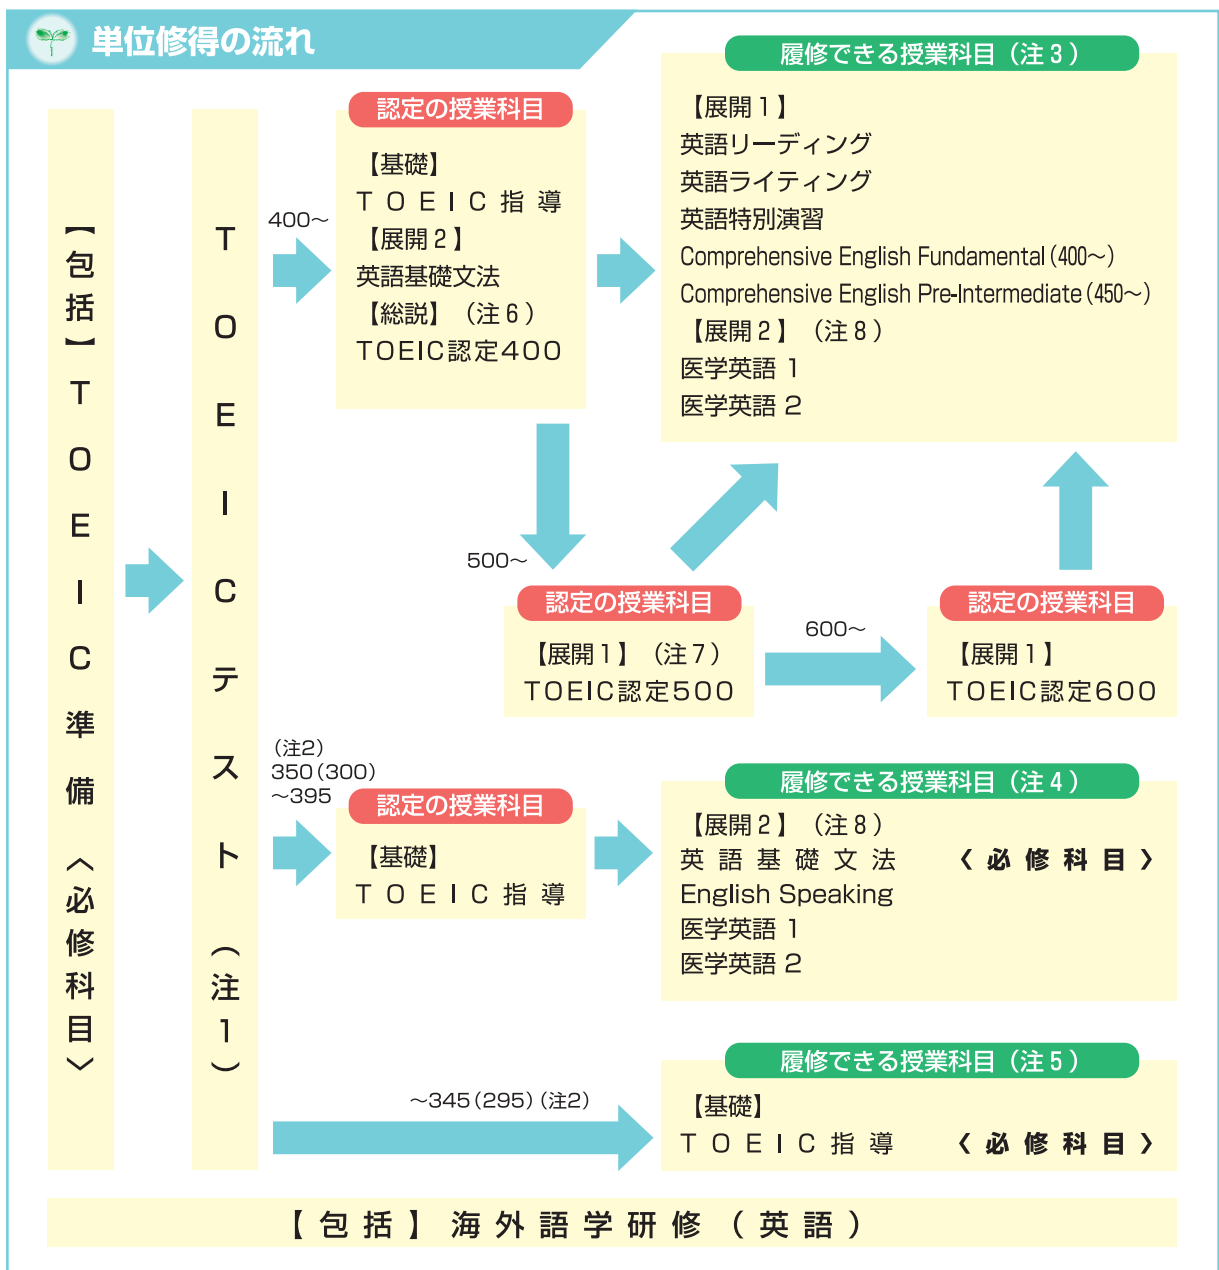 単位修得の流れ
【包括】TOEIC準備〈必修科目〉
TOEICテスト(注1)
400～
認定の授業科目
【基礎】
TOEIC指導
【展開2】
英語基礎文法
【総説】(注6)
TOEIC認定400
履修できる授業科目(注3)
【展開1】
英語リーディング
英語ライティング
英語特別演習
Comprehensive English Fundamental(400～)
Comprehensive English Pre-Intermediate(450～)
【展開2】(注8)
医学英語 1
医学英語 2
500～
認定の授業科目
【展開1】(注7)
TOEIC認定500
600～
認定の授業科目
【展開1】
TOEIC認定600
(注2)
350(300)
～395
認定の授業科目
【基礎】
TOEIC指導
履修できる授業科目(注4)
【展開2】(注8)
英語基礎文法 〈必修科目〉
English Speaking
医学英語 1
医学英語 2
～345(295)(注2)
履修できる授業科目(注5)
【基礎】
TOEIC指導 〈必修科目〉
【包括】海外語学研修(英語)